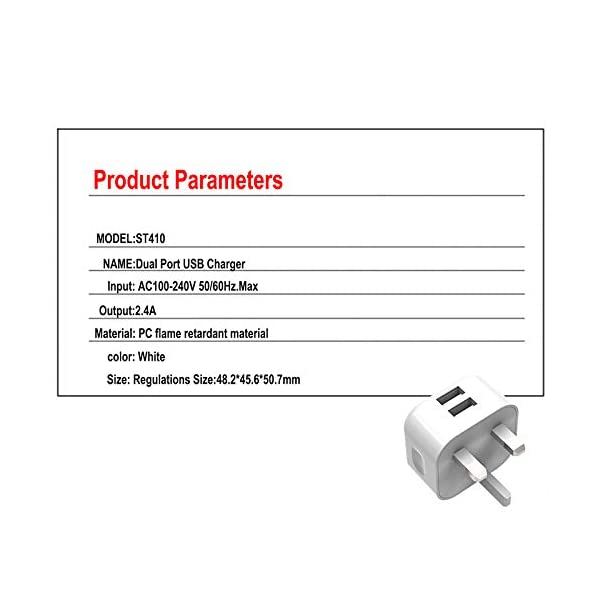 Product Parameters
MODEL:ST410
NAME:Dual Port USB Charger
Input: AC100-240V 50/60Hz.Max
Output:2.4A
Material: PC flame retardant material
color: White
Size: Regulations Size:48.2*45.6*50.7mm